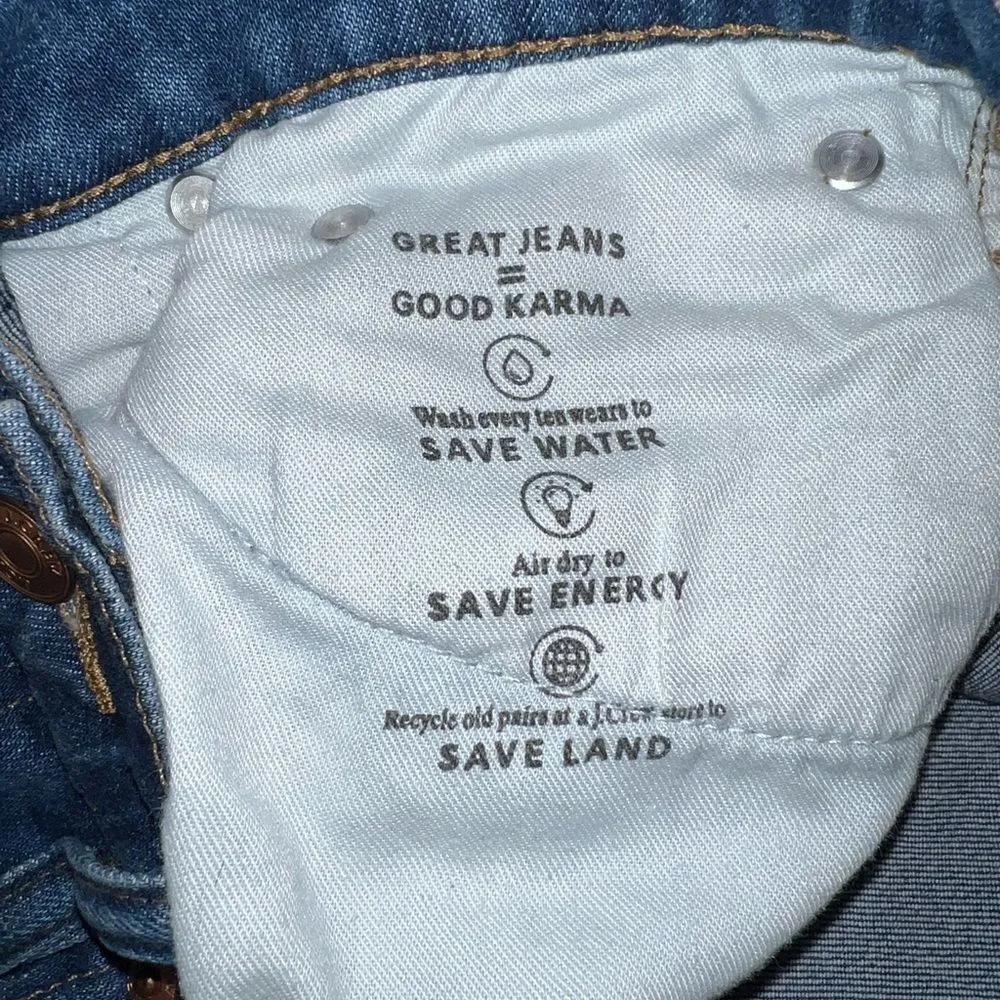 GREAT JEANS
=
GOOD KARMA
Wash every ten wears to
SAVE WATER
Air dry to
SAVE ENERGY
Recycle old pairs at a J.Crew store to
SAVE LAND